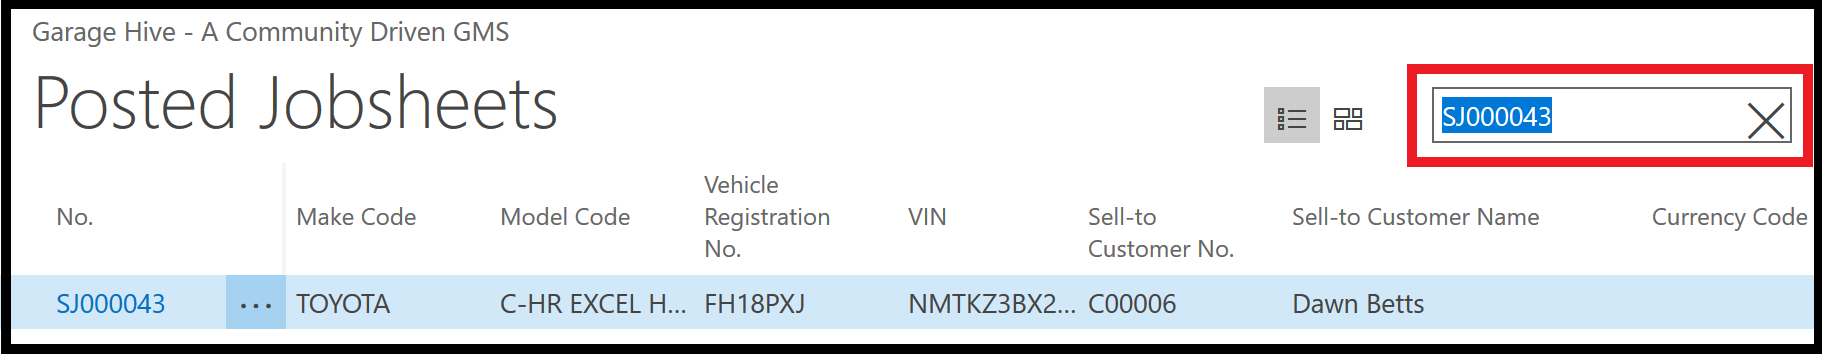 Garage Hive - A Community Driven GMS
Posted Jobsheets
SJ000043
No.
Make Code
Model Code
Vehicle
Registration
No.
VIN
Sell-to
Customer No.
Sell-to Customer Name
Currency Code
SJ000043
TOYOTA
C-HR EXCEL H...
FH18PXJ
NMTKZ3BX2...
C00006
Dawn Betts